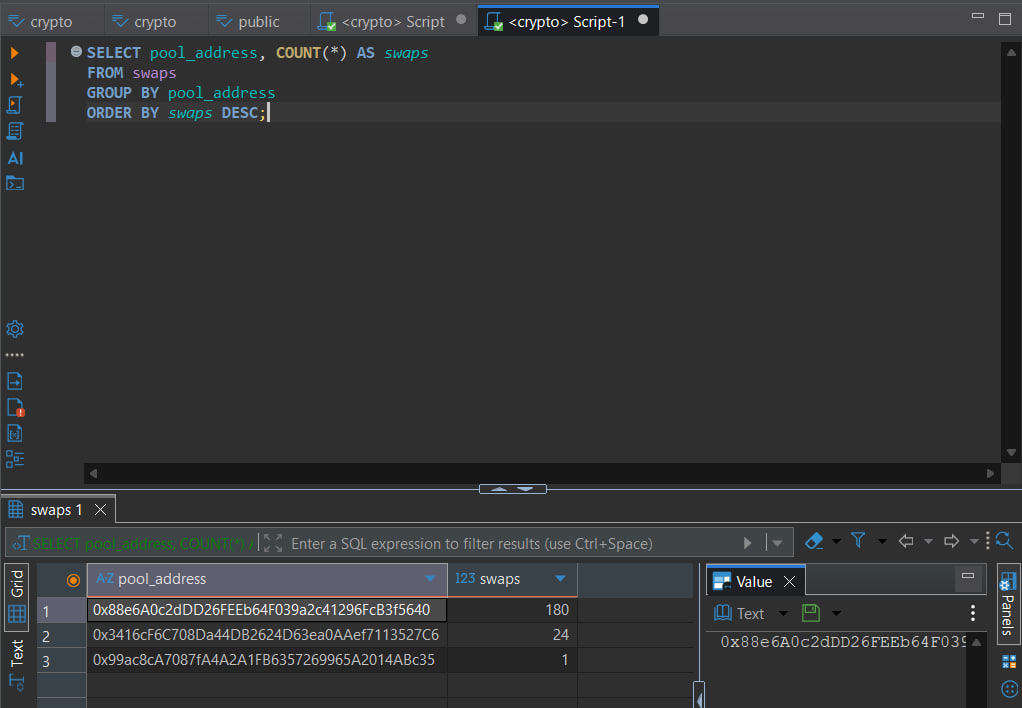 crypto
crypto
public
<crypto> Script
<crypto> Script-1
SELECT pool_address, COUNT(*) AS swaps
FROM swaps
GROUP BY pool_address
ORDER BY swaps DESC;
AI
swaps 1
SELECT pool_address, COUNT(*)
Enter a SQL expression to filter results (use Ctrl+Space)
Grid
Text
A-Z pool_address
123 swaps
1 0x88e6A0c2dDD26FEEb64F039a2c41296FcB3f5640 180
2 0x3416cF6C708Da44DB2624D63ea0AAef7113527C6 24
3 0x99ac8cA7087fA4A2A1FB6357269965A2014ABc35 1
Value
Text
0x88e6A0c2dDD26FEEb64F039
Panels